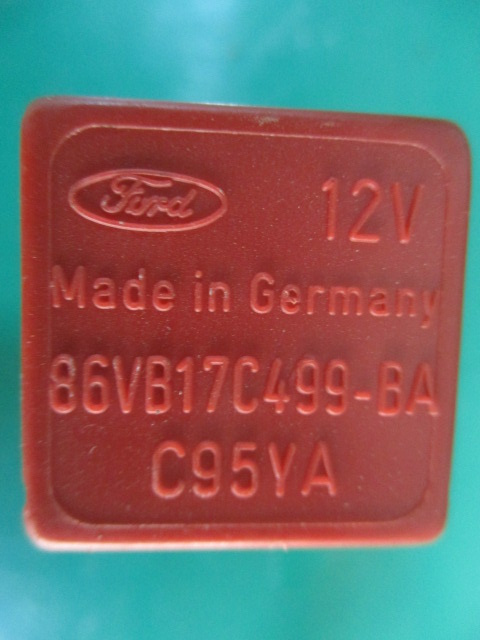 Ford 12V
Made in Germany
86VB17C499-BA
C95YA